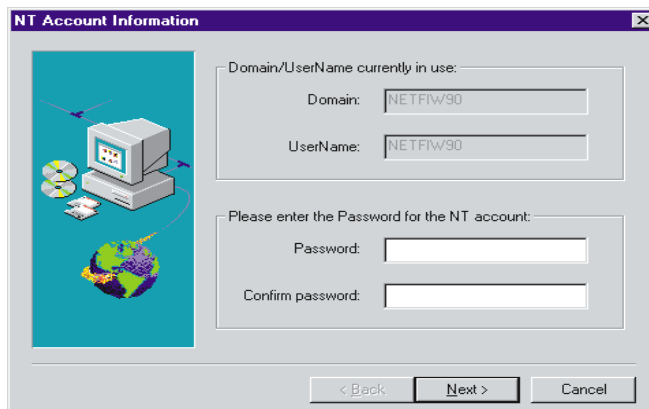 NT Account Information
Domain/UserName currently in use:
Domain: NETFIW90
UserName: NETFIW90
Please enter the Password for the NT account:
Password:
Confirm password:
< Back Next > Cancel